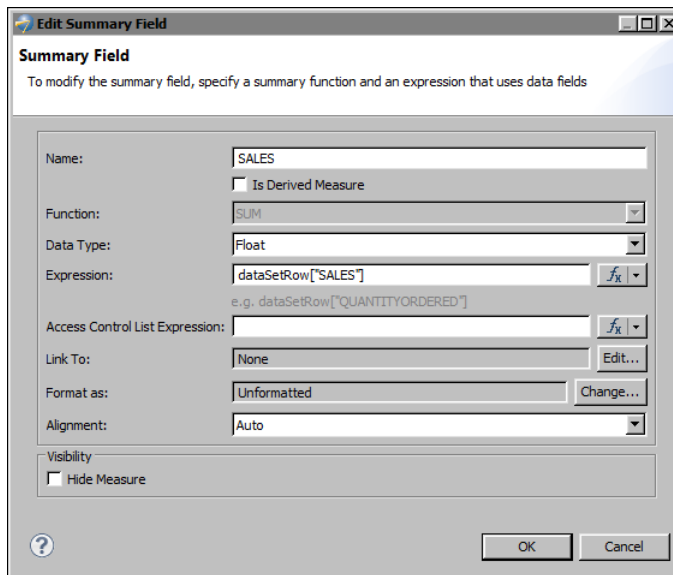 Edit Summary Field
Summary Field
To modify the summary field, specify a summary function and an expression that uses data fields
Name: SALES
Is Derived Measure
Function: SUM
Data Type: Float
Expression: dataSetRow["SALES"] fx
e.g. dataSetRow["QUANTITYORDERED"]
Access Control List Expression: fx
Link To: None Edit...
Format as: Unformatted Change...
Alignment: Auto
Visibility
Hide Measure
? OK Cancel